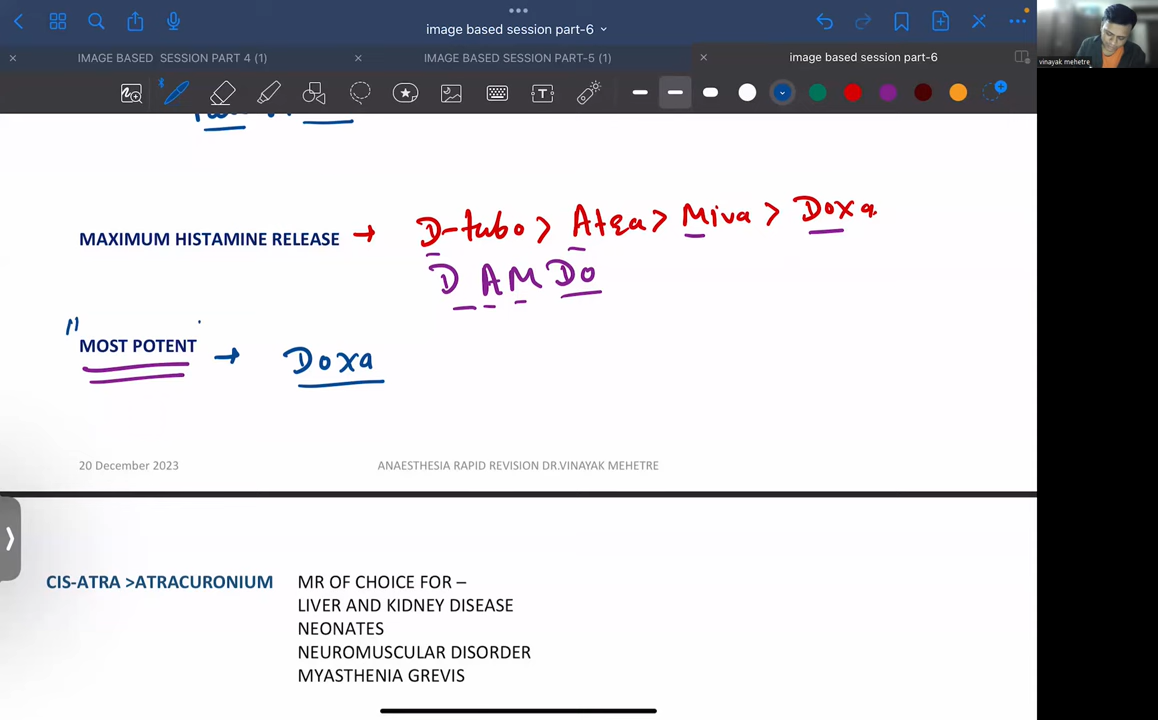 image based session part-6
IMAGE BASED SESSION PART 4 (1)
IMAGE BASED SESSION PART-5 (1)
image based session part-6
vinayak mehetre
MAXIMUM HISTAMINE RELEASE → D-tubo > Atra > Miva > Doxa
D A M Do
MOST POTENT → Doxa
20 December 2023
ANAESTHESIA RAPID REVISION DR.VINAYAK MEHETRE
CIS-ATRA >ATRACURONIUM
MR OF CHOICE FOR –
LIVER AND KIDNEY DISEASE
NEONATES
NEUROMUSCULAR DISORDER
MYASTHENIA GREVIS